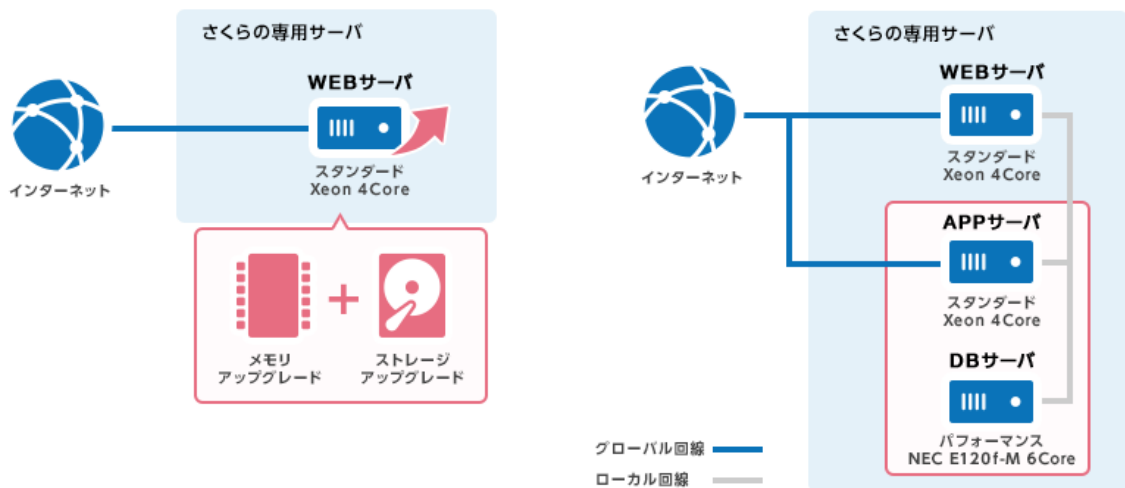 さくらの専用サーバ
WEBサーバ
インターネット
スタンダード
Xeon 4Core
メモリ
アップグレード
ストレージ
アップグレード
さくらの専用サーバ
WEBサーバ
インターネット
スタンダード
Xeon 4Core
APPサーバ
スタンダード
Xeon 4Core
DBサーバ
パフォーマンス
NEC E120f-M 6Core
グローバル回線
ローカル回線